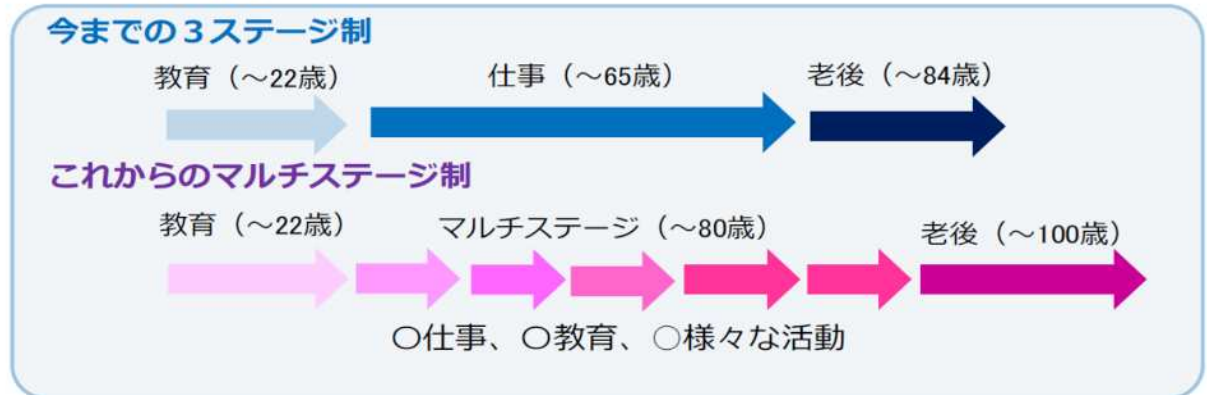 今までの３ステージ制
教育（～22歳） 仕事（～65歳） 老後（～84歳）
これからのマルチステージ制
教育（～22歳） マルチステージ（～80歳） 老後（～100歳）
〇仕事、〇教育、○様々な活動